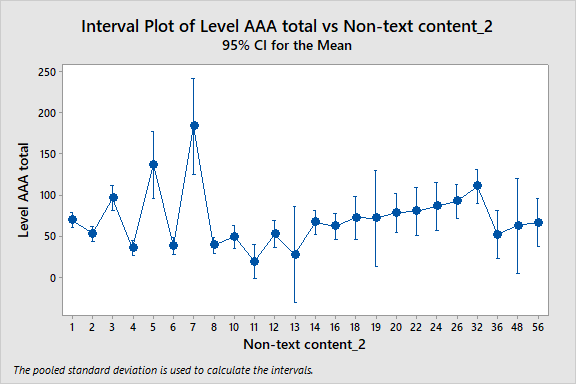 Interval Plot of Level AAA total vs Non-text content_2
95% CI for the Mean
250
200
150
100
50
0
Level AAA total
1 2 3 4 5 6 7 8 10 11 12 13 14 16 18 19 20 22 24 26 32 36 48 56
Non-text content_2
The pooled standard deviation is used to calculate the intervals.